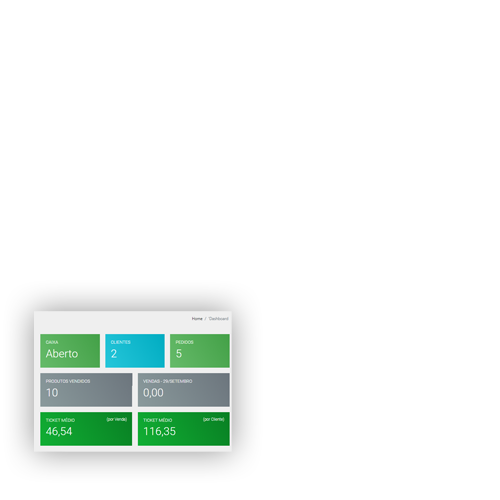 Home / Dashboard
CAIXA
Aberto
CLIENTES
2
PEDIDOS
5
PRODUTOS VENDIDOS
10
VENDAS - 29/SETEMBRO
0,00
TICKET MÉDIO (por Venda)
46,54
TICKET MÉDIO (por Cliente)
116,35